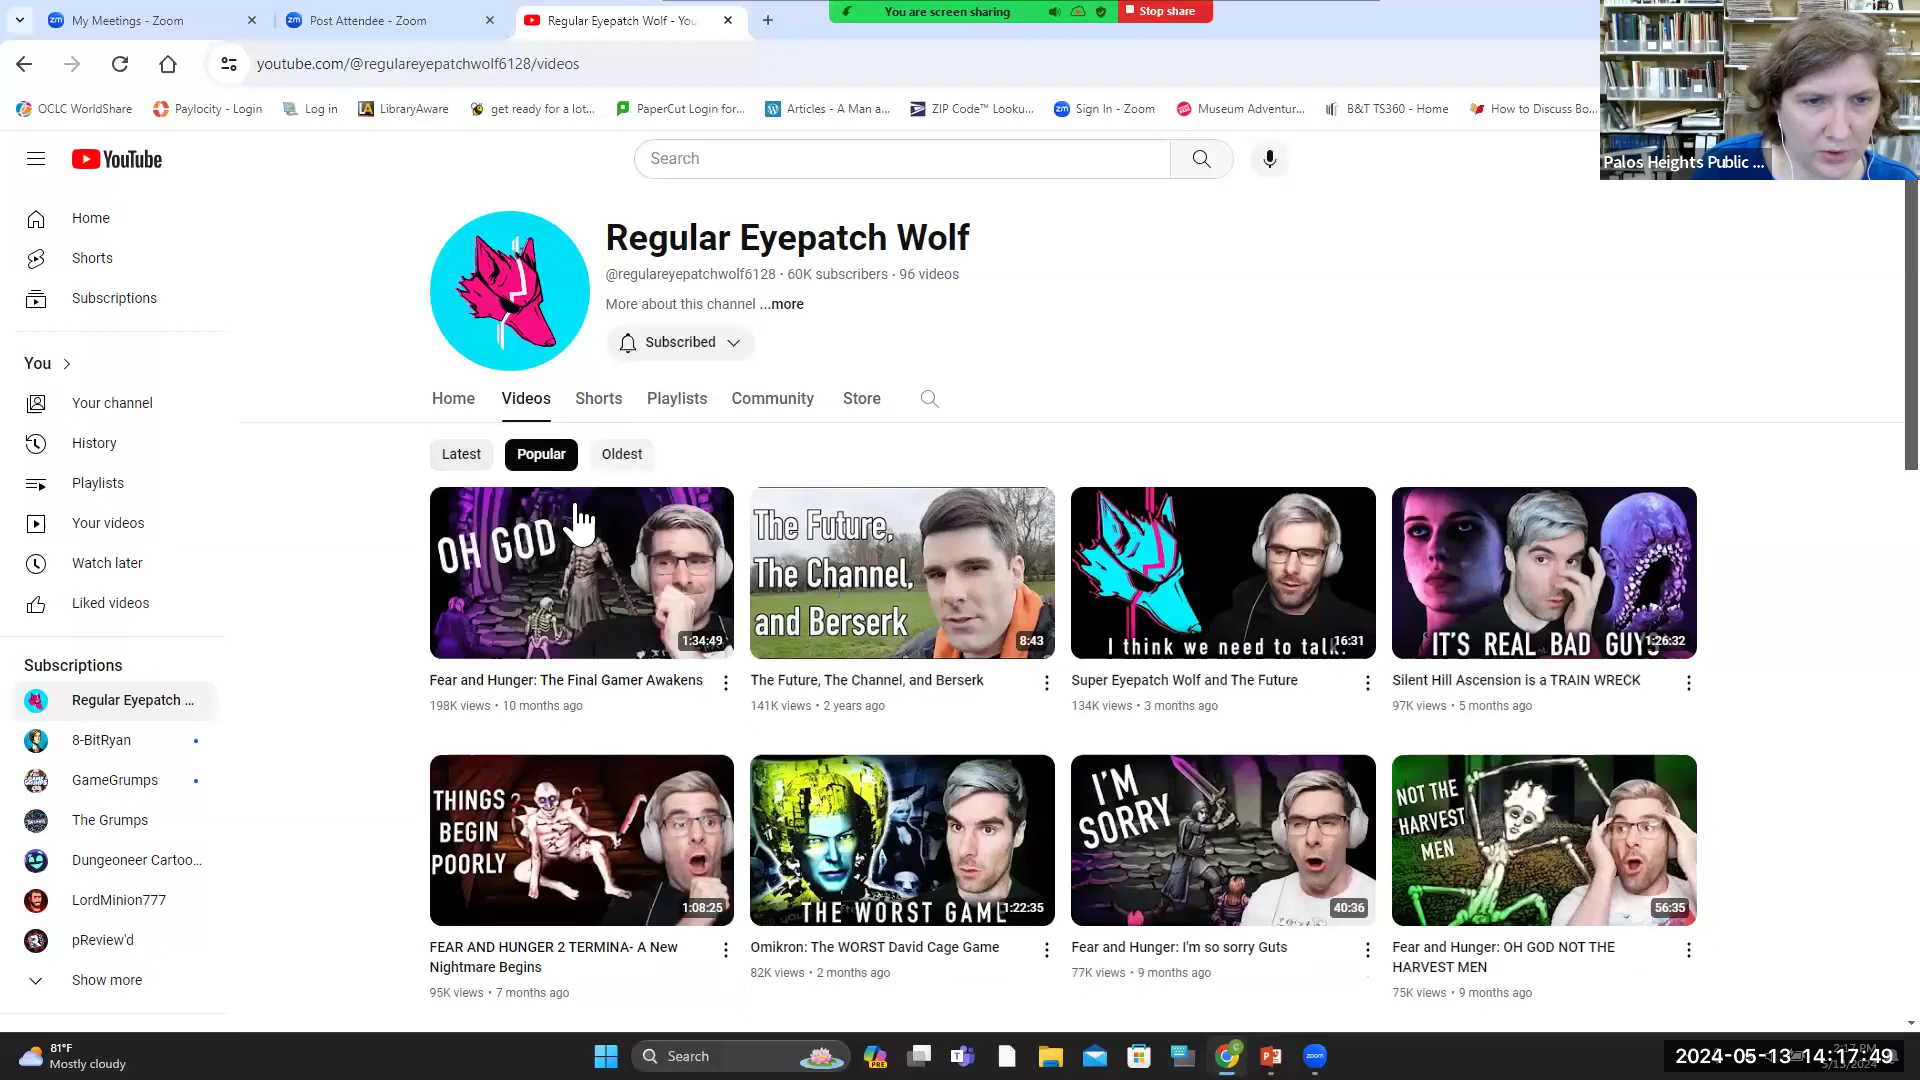 My Meetings - Zoom
Post Attendee - Zoom
Regular Eyepatch Wolf - You
You are screen sharing
Stop share
youtube.com/@regulareyepatchwolf6128/videos
OCLC WorldShare
Paylocity - Login
Log in
LibraryAware
get ready for a lot...
PaperCut Login for...
Articles - A Man a...
ZIP Code™ Looku...
Sign In - Zoom
Museum Adventur...
B&T TS360 - Home
How to Discuss Bo...
Palos Heights Public ...
YouTube
Search
Home
Shorts
Subscriptions
You
Your channel
History
Playlists
Your videos
Watch later
Liked videos
Subscriptions
Regular Eyepatch ...
8-BitRyan
GameGrumps
The Grumps
Dungeoneer Cartoo...
LordMinion777
pReview'd
Show more
Regular Eyepatch Wolf
@regulareyepatchwolf6128 · 60K subscribers · 96 videos
More about this channel ...more
Subscribed
Home
Videos
Shorts
Playlists
Community
Store
Latest
Popular
Oldest
OH GOD
1:34:49
Fear and Hunger: The Final Gamer Awakens
198K views • 10 months ago
The Future,
The Channel,
and Berserk
8:43
The Future, The Channel, and Berserk
141K views • 2 years ago
I think we need to talk.
16:31
Super Eyepatch Wolf and The Future
134K views • 3 months ago
IT'S REAL BAD GUYS
1:26:32
Silent Hill Ascension is a TRAIN WRECK
97K views • 5 months ago
THINGS
BEGIN
POORLY
1:08:25
FEAR AND HUNGER 2 TERMINA- A New
Nightmare Begins
95K views • 7 months ago
THE WORST GAME
1:22:35
Omikron: The WORST David Cage Game
82K views • 2 months ago
I'M
SORRY
40:36
Fear and Hunger: I'm so sorry Guts
77K views • 9 months ago
NOT THE
HARVEST
MEN
56:35
Fear and Hunger: OH GOD NOT THE
HARVEST MEN
75K views • 9 months ago
81°F
Mostly cloudy
Search
PRE
zoom
2024-05-13 14:17:49